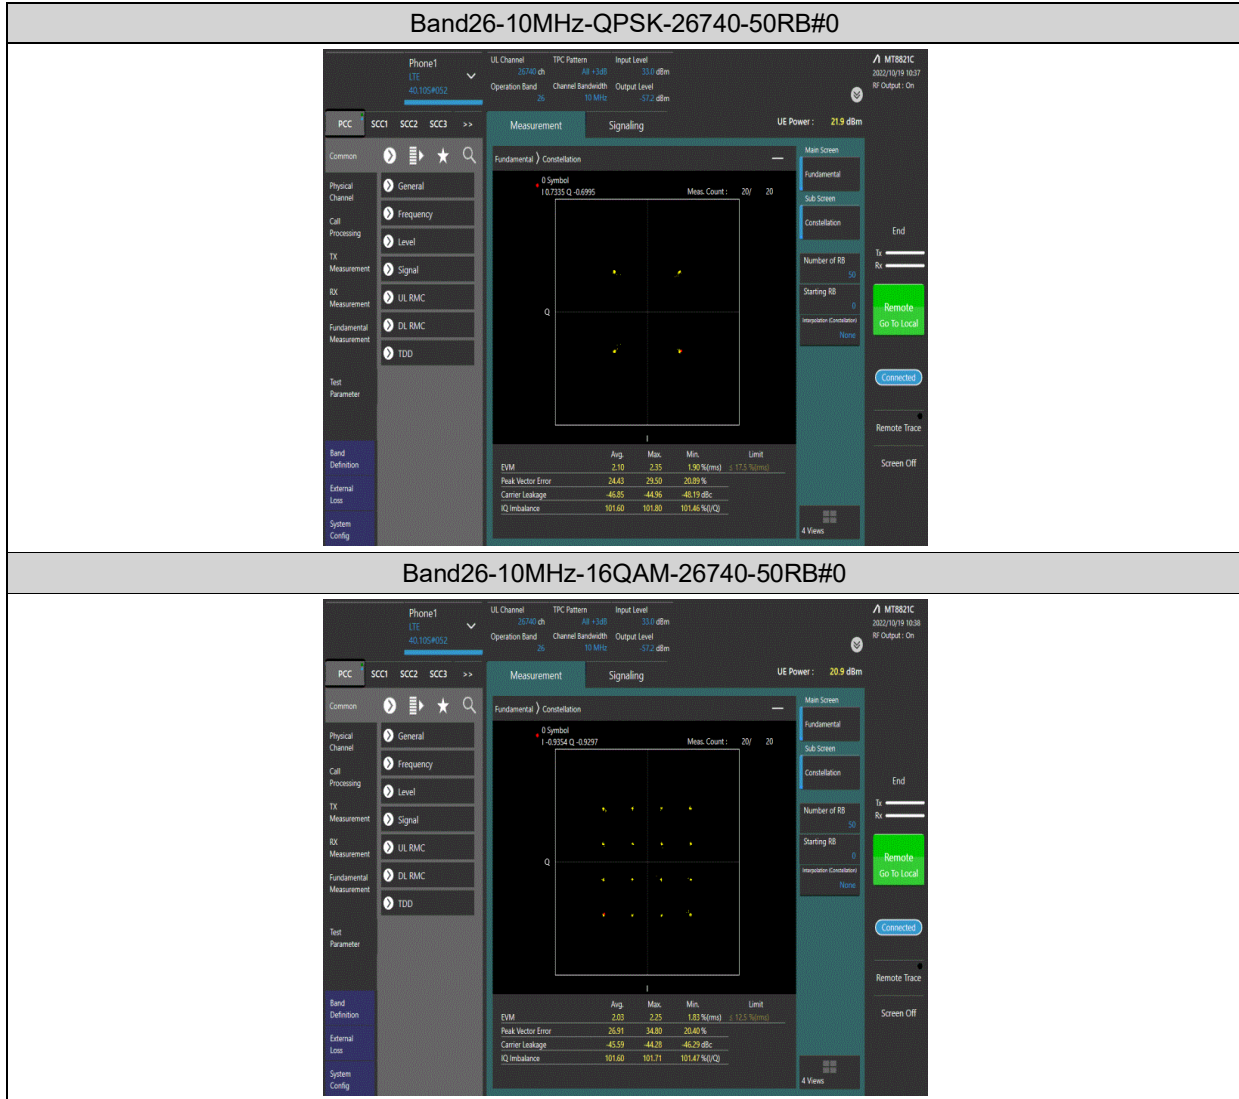 Band26-10MHz-QPSK-26740-50RB#0
Phone1
LTE
40.10S#052
UL Channel TPC Pattern Input Level
26740 ch All +3dB 33.0 dBm
Operation Band Channel Bandwidth Output Level
26 10 MHz -57.2 dBm
MT8821C
2022/10/19 10:37
RF Output : On
PCC SCC1 SCC2 SCC3 >>
Measurement Signaling
UE Power : 21.9 dBm
Common
Physical Channel
Call Processing
TX Measurement
RX Measurement
Fundamental Measurement
Test Parameter
Band Definition
External Loss
System Config
General
Frequency
Level
Signal
UL RMC
DL RMC
TDD
Fundamental 〉 Constellation
0 Symbol
I 0.7335 Q -0.6995
Meas. Count : 20/ 20
Q
I
Avg. Max. Min. Limit
EVM 2.10 2.35 1.90 %(rms) ≤ 17.5 %(rms)
Peak Vector Error 24.43 29.50 20.89 %
Carrier Leakage -46.85 -44.96 -48.19 dBc
IQ Imbalance 101.60 101.80 101.46 %(I/Q)
Main Screen
Fundamental
Sub Screen
Constellation
Number of RB
50
Starting RB
0
Interpolation (Constellation)
None
4 Views
End
Tx
Rx
Remote
Go To Local
Connected
Remote Trace
Screen Off
Band26-10MHz-16QAM-26740-50RB#0
Phone1
LTE
40.10S#052
UL Channel TPC Pattern Input Level
26740 ch All +3dB 33.0 dBm
Operation Band Channel Bandwidth Output Level
26 10 MHz -57.2 dBm
MT8821C
2022/10/19 10:38
RF Output : On
PCC SCC1 SCC2 SCC3 >>
Measurement Signaling
UE Power : 20.9 dBm
Common
Physical Channel
Call Processing
TX Measurement
RX Measurement
Fundamental Measurement
Test Parameter
Band Definition
External Loss
System Config
General
Frequency
Level
Signal
UL RMC
DL RMC
TDD
Fundamental 〉 Constellation
0 Symbol
I -0.9354 Q -0.9297
Meas. Count : 20/ 20
Q
I
Avg. Max. Min. Limit
EVM 2.03 2.25 1.83 %(rms) ≤ 12.5 %(rms)
Peak Vector Error 26.91 34.80 20.40 %
Carrier Leakage -45.59 -44.28 -46.29 dBc
IQ Imbalance 101.60 101.71 101.47 %(I/Q)
Main Screen
Fundamental
Sub Screen
Constellation
Number of RB
50
Starting RB
0
Interpolation (Constellation)
None
4 Views
End
Tx
Rx
Remote
Go To Local
Connected
Remote Trace
Screen Off